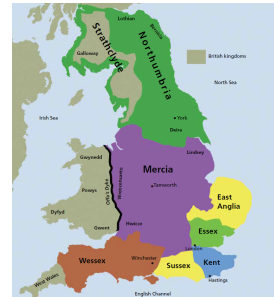 Lothian
Strathclyde
Bernicia
Galloway
Northumbria
British kingdoms
North Sea
Irish Sea
York
Deira
Lindsey
Gwynedd
Mercia
Offa's Dyke
Powys
Tamworth
East
Anglia
Dyfyd
Gwent
Hwicce
Essex
Wessex
Winchester
London
Sussex
Kent
West Wales
Hastings
English Channel